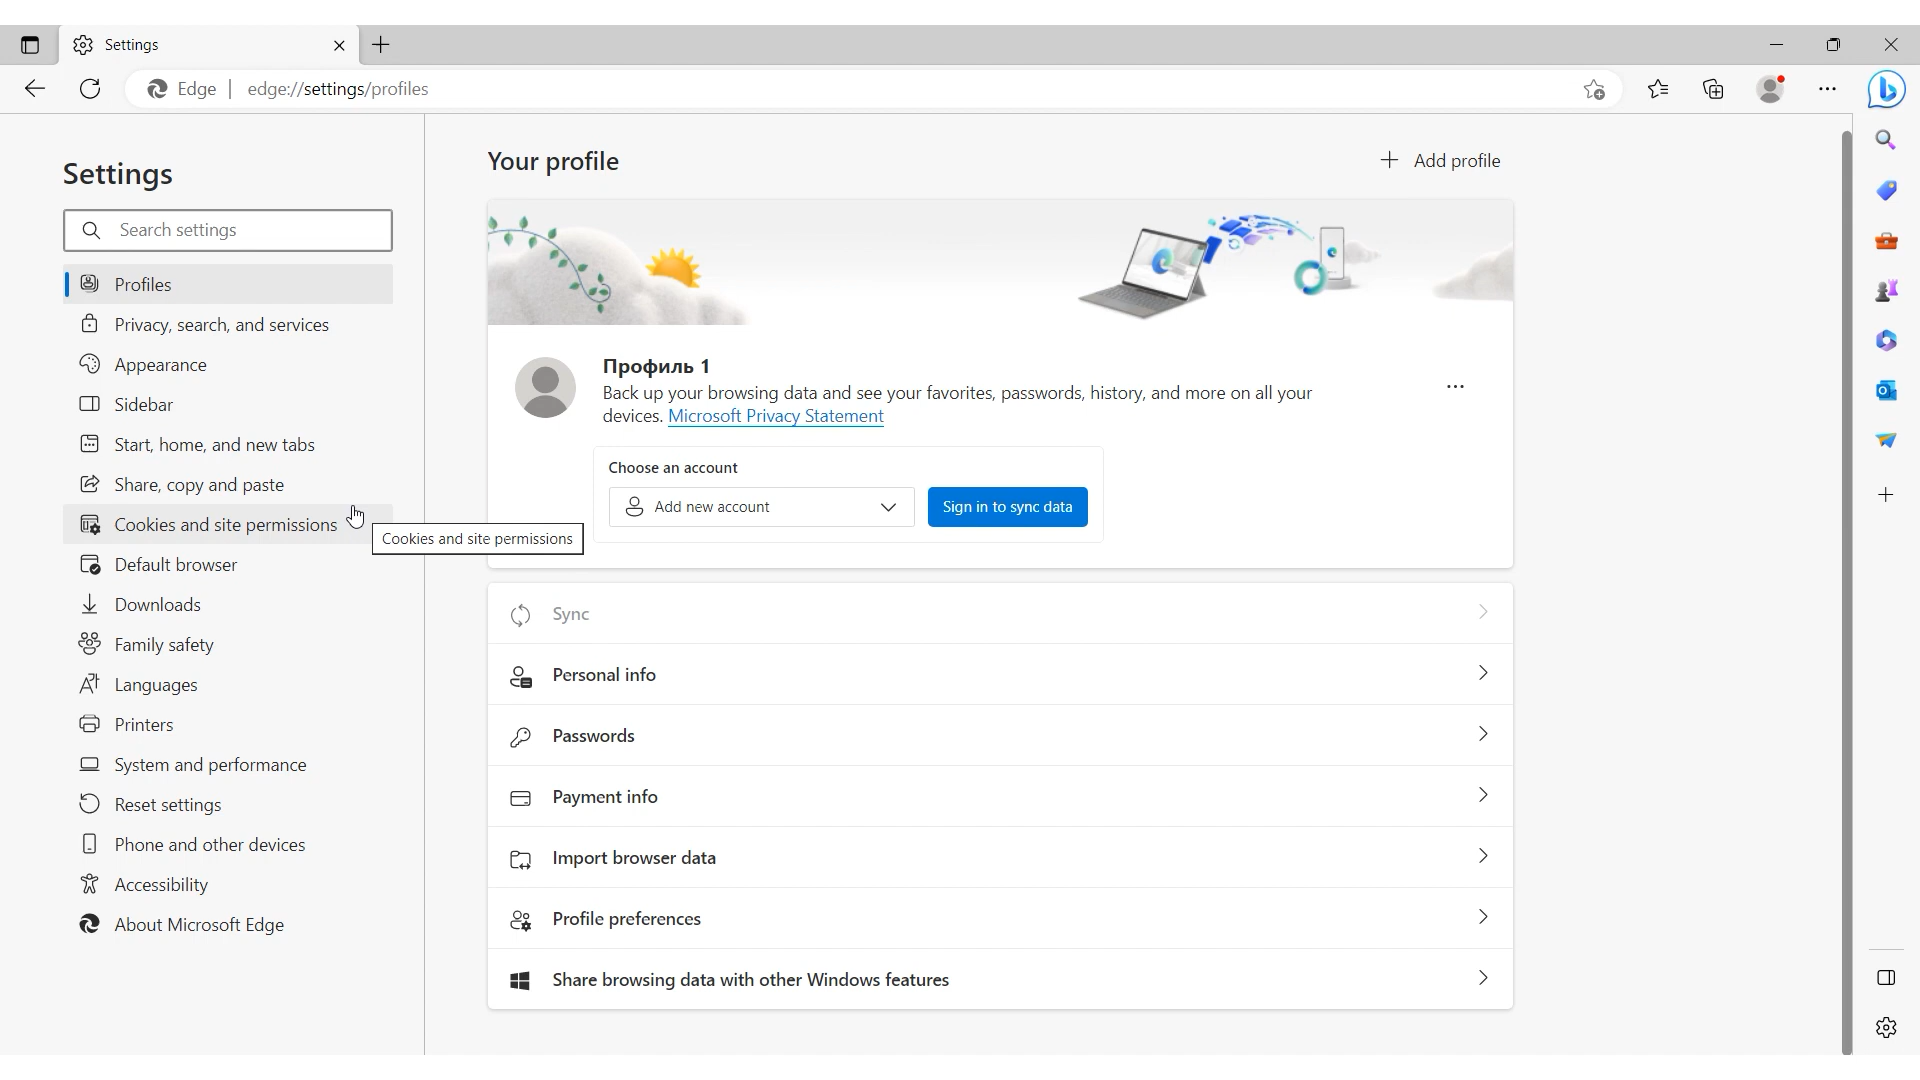 Settings
Edge
edge://settings/profiles
Settings
Search settings
Profiles
Privacy, search, and services
Appearance
Sidebar
Start, home, and new tabs
Share, copy and paste
Cookies and site permissions
Cookies and site permissions
Default browser
Downloads
Family safety
Languages
Printers
System and performance
Reset settings
Phone and other devices
Accessibility
About Microsoft Edge
Your profile
Add profile
Профиль 1
Back up your browsing data and see your favorites, passwords, history, and more on all your
devices. Microsoft Privacy Statement
Choose an account
Add new account
Sign in to sync data
Sync
Personal info
Passwords
Payment info
Import browser data
Profile preferences
Share browsing data with other Windows features